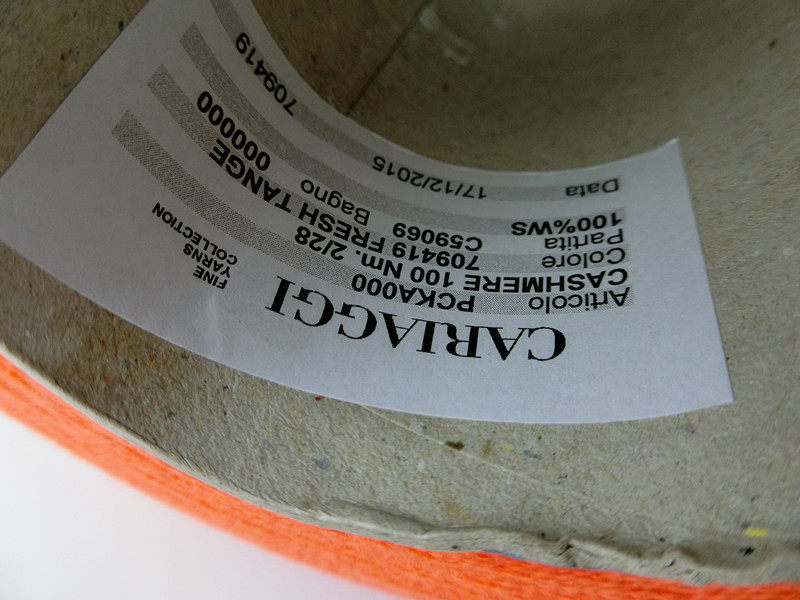 CARIAGGI
FINE
YARNS
COLLECTION
Articolo PCKA000
CASHMERE 100 Nm. 2/28
Colore 709419 FRESH TANGE
Partita C59069 Bagno 000000
100%WS
Data 17/12/2015 709419